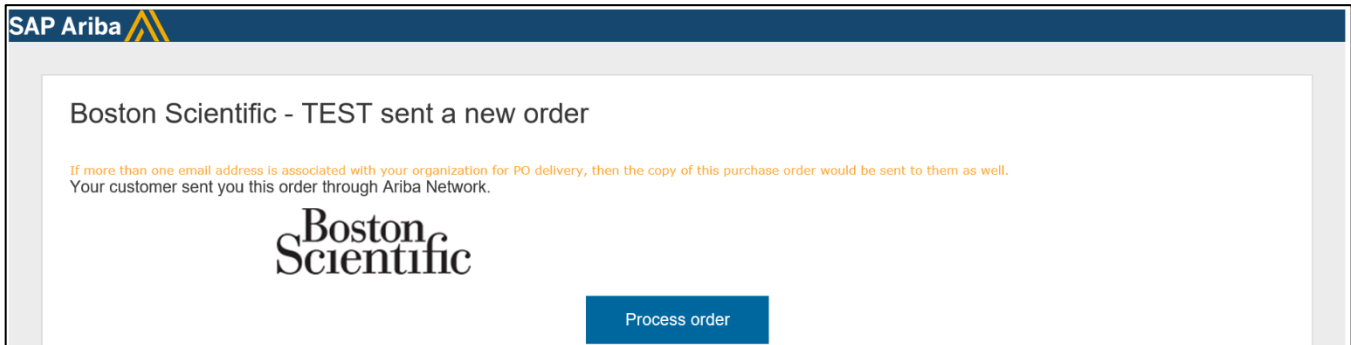 SAP Ariba
Boston Scientific - TEST sent a new order
If more than one email address is associated with your organization for PO delivery, then the copy of this purchase order would be sent to them as well.
Your customer sent you this order through Ariba Network.
Boston
Scientific
Process order